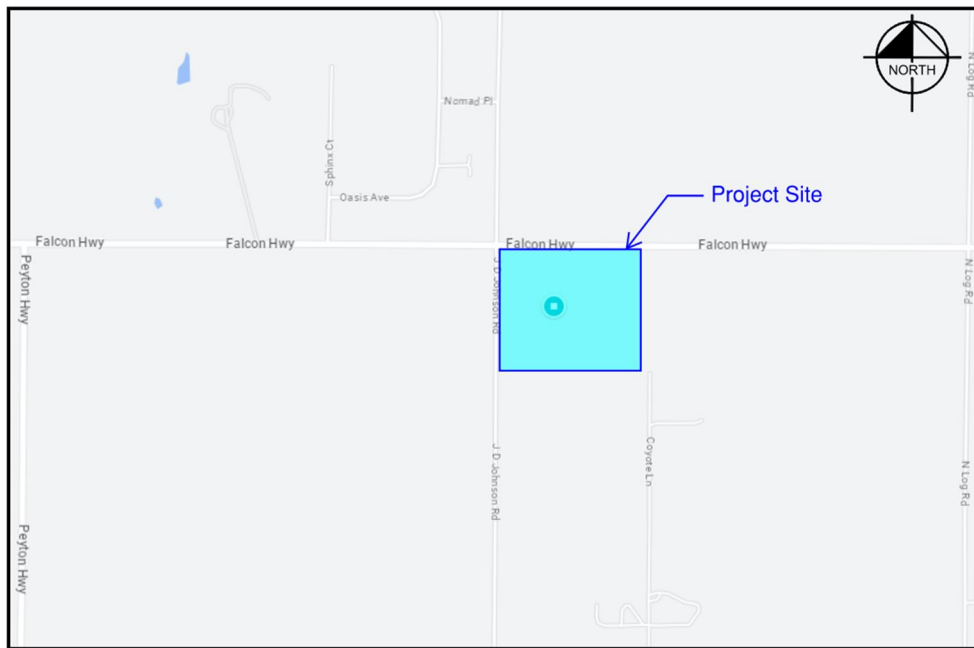 NORTH
N Log Rd
Nomad Pl
Sphinx Ct
Oasis Ave
Project Site
Falcon Hwy
Falcon Hwy
Falcon Hwy
Falcon Hwy
Peyton Hwy
J D Johnson Rd
N Log Rd
J D Johnson Rd
Coyote Ln
N Log Rd
Peyton Hwy